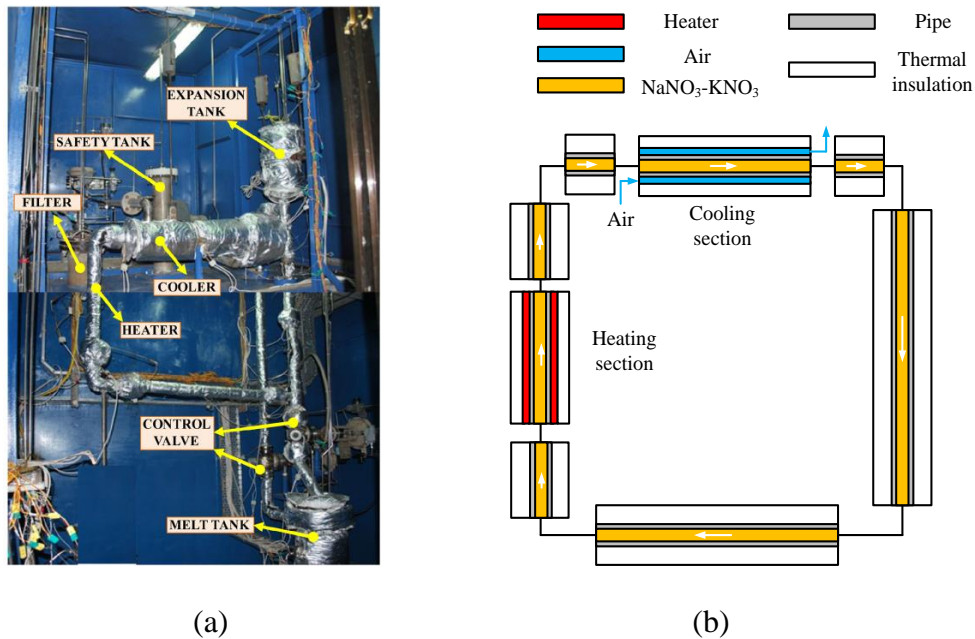 EXPANSION
TANK
SAFETY TANK
FILTER
COOLER
HEATER
CONTROL
VALVE
MELT TANK
(a)
Heater
Pipe
Air
Thermal
insulation
NaNO₃-KNO₃
Air
Cooling
section
Heating
section
(b)